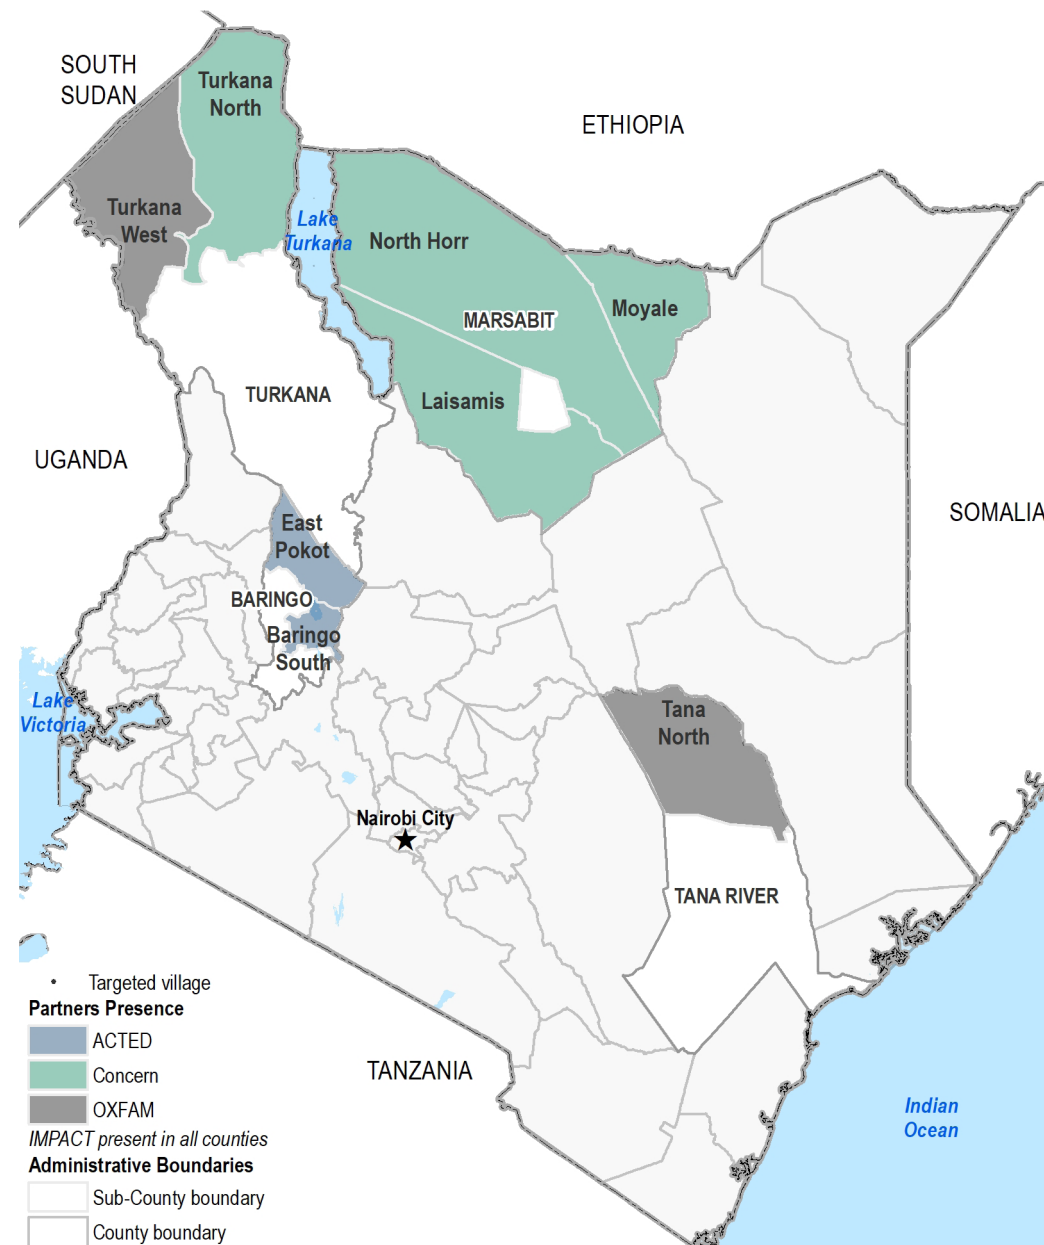 SOUTH
SUDAN
Turkana
North
ETHIOPIA
Turkana
West
Lake
Turkana
North Horr
Moyale
MARSABIT
TURKANA
Laisamis
UGANDA
SOMALIA
East
Pokot
BARINGO
Baringo
South
Lake
Victoria
Tana
North
Nairobi City
TANA RIVER
Targeted village
Partners Presence
ACTED
Concern
OXFAM
IMPACT present in all counties
Administrative Boundaries
Sub-County boundary
County boundary
TANZANIA
Indian
Ocean